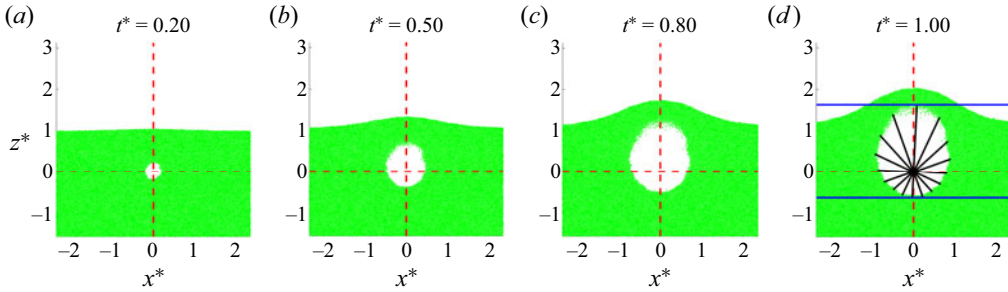 (a) t* = 0.20 (b) t* = 0.50 (c) t* = 0.80 (d) t* = 1.00
3 3 3 3
2 2 2 2
z* 1 1 1 1
0 0 0 0
–1 –1 –1 –1
–2 –1 0 1 2 –2 –1 0 1 2 –2 –1 0 1 2 –2 –1 0 1 2
x* x* x* x*